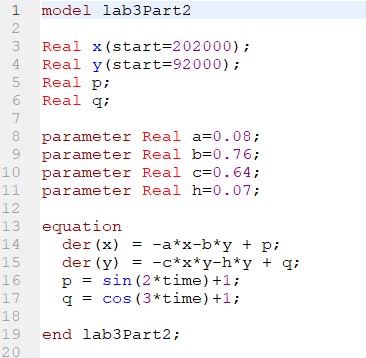 1 model lab3Part2
2
3 Real x(start=202000);
4 Real y(start=92000);
5 Real p;
6 Real q;
7
8 parameter Real a=0.08;
9 parameter Real b=0.76;
10 parameter Real c=0.64;
11 parameter Real h=0.07;
12
13 equation
14   der(x) = -a*x-b*y + p;
15   der(y) = -c*x*y-h*y + q;
16   p = sin(2*time)+1;
17   q = cos(3*time)+1;
18
19 end lab3Part2;
20